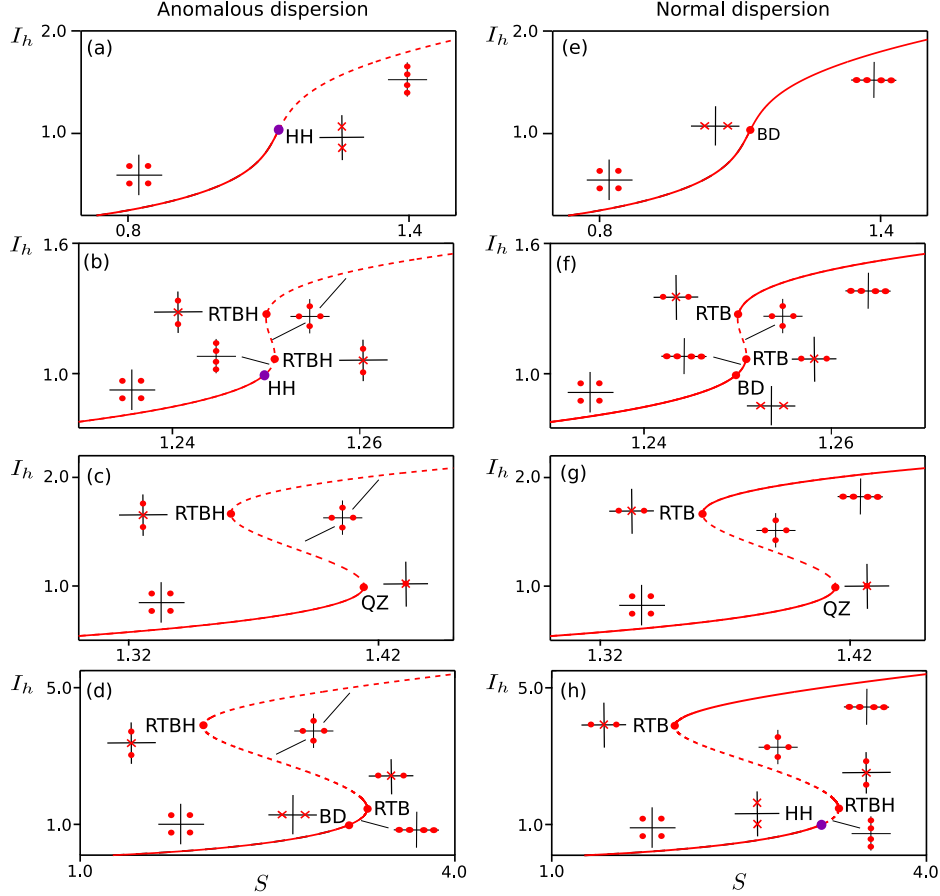 Anomalous dispersion
Normal dispersion
I_h
2.0
(a)
1.0
HH
0.8
1.4
I_h
2.0
(e)
1.0
BD
0.8
1.4
I_h
1.6
(b)
RTBH
RTBH
1.0
HH
1.24
1.26
I_h
1.6
(f)
RTB
RTB
1.0
BD
1.24
1.26
I_h
2.0
(c)
RTBH
1.0
QZ
1.32
1.42
I_h
2.0
(g)
RTB
1.0
QZ
1.32
1.42
I_h
5.0
(d)
RTBH
RTB
BD
1.0
1.0
S
4.0
I_h
5.0
(h)
RTB
RTBH
HH
1.0
1.0
S
4.0